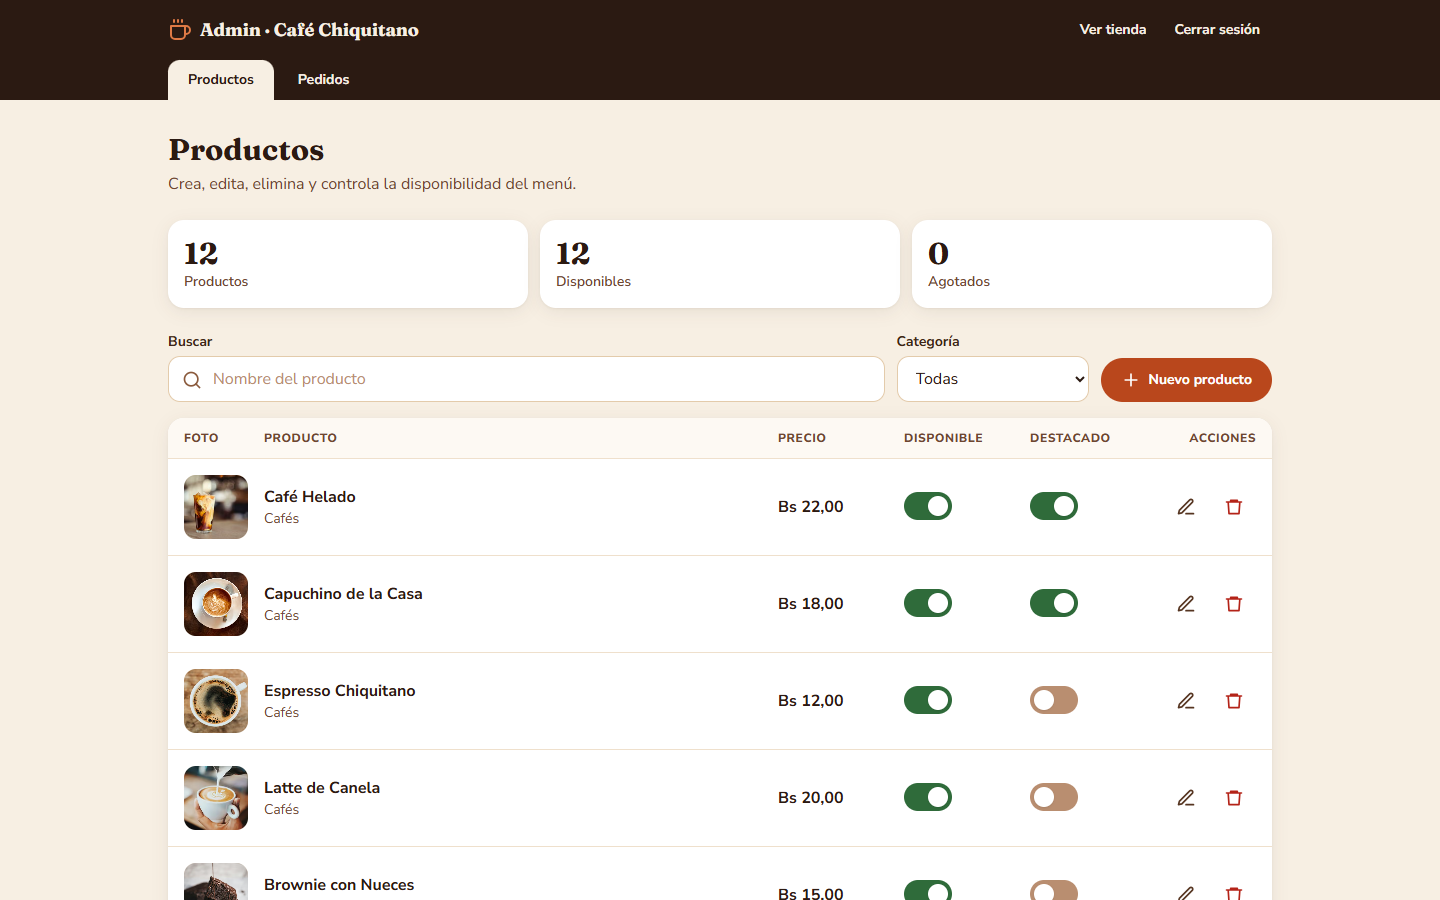 Admin · Café Chiquitano
Ver tienda
Cerrar sesión
Productos
Pedidos
Productos
Crea, edita, elimina y controla la disponibilidad del menú.
12
Productos
12
Disponibles
0
Agotados
Buscar
Nombre del producto
Categoría
Todas
Nuevo producto
FOTO PRODUCTO PRECIO DISPONIBLE DESTACADO ACCIONES
Café Helado
Cafés
Bs 22,00
Capuchino de la Casa
Cafés
Bs 18,00
Espresso Chiquitano
Cafés
Bs 12,00
Latte de Canela
Cafés
Bs 20,00
Brownie con Nueces
Bs 15,00